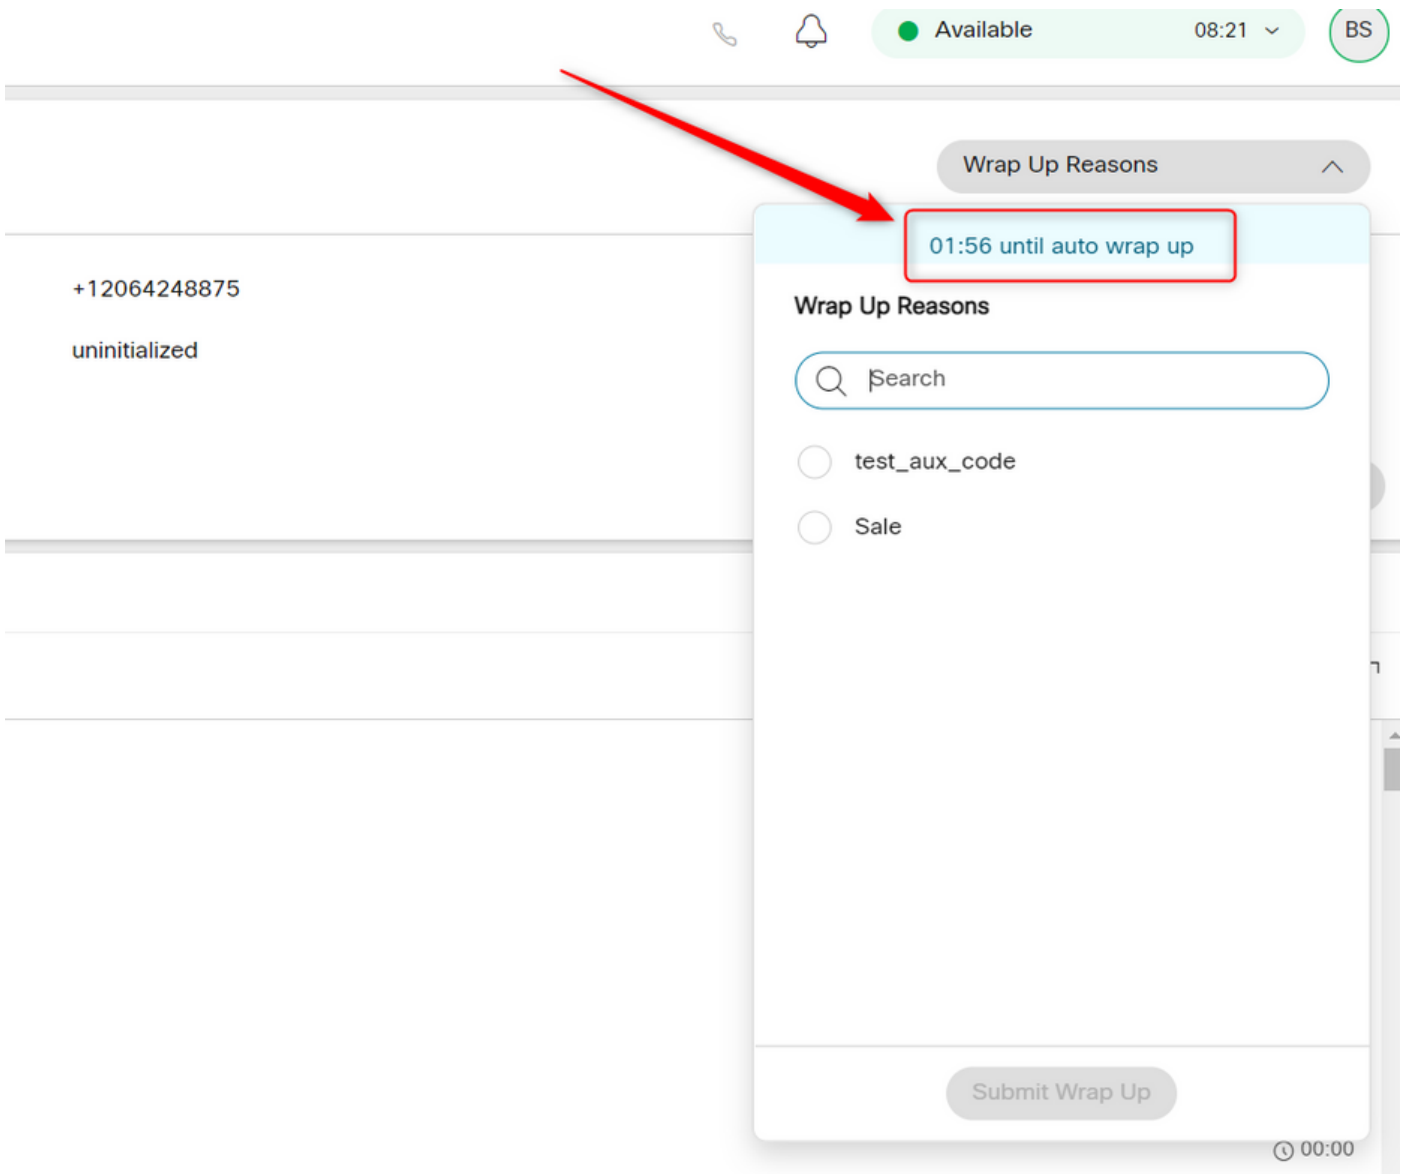 Available 08:21 BS
Wrap Up Reasons
01:56 until auto wrap up
+12064248875
Wrap Up Reasons
uninitialized
Search
test_aux_code
Sale
Submit Wrap Up
00:00